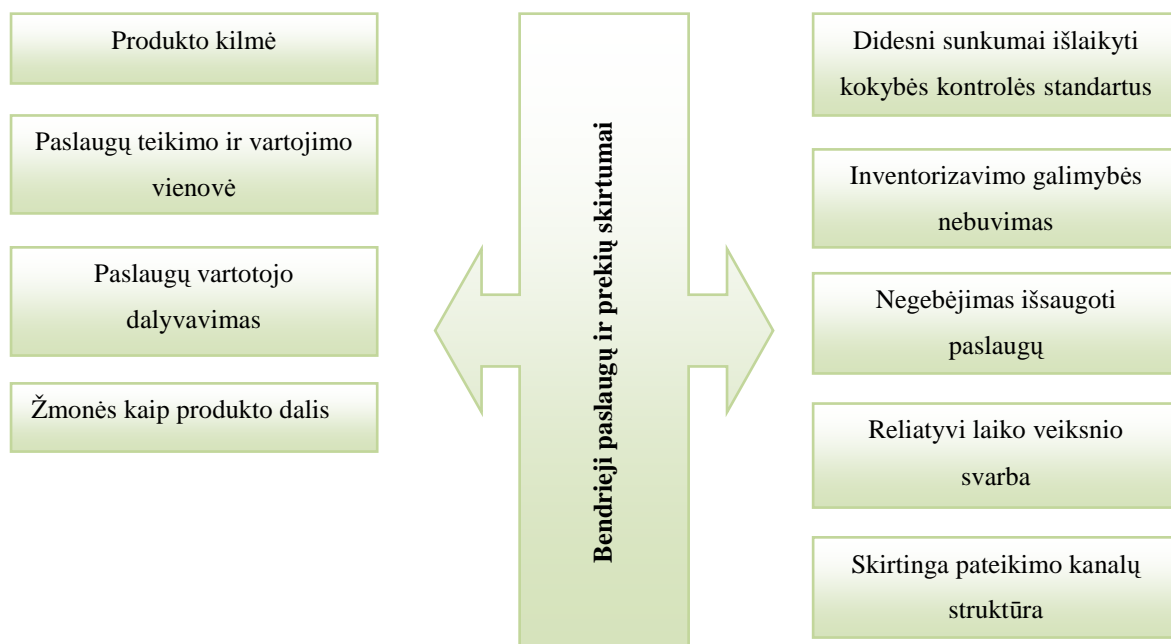 Produkto kilmė
Paslaugų teikimo ir vartojimo
vienovė
Paslaugų vartotojo
dalyvavimas
Žmonės kaip produkto dalis
Bendrieji paslaugų ir prekių skirtumai
Didesni sunkumai išlaikyti
kokybės kontrolės standartus
Inventorizavimo galimybės
nebuvimas
Negebėjimas išsaugoti
paslaugų
Reliatyvi laiko veiksnio
svarba
Skirtinga pateikimo kanalų
struktūra